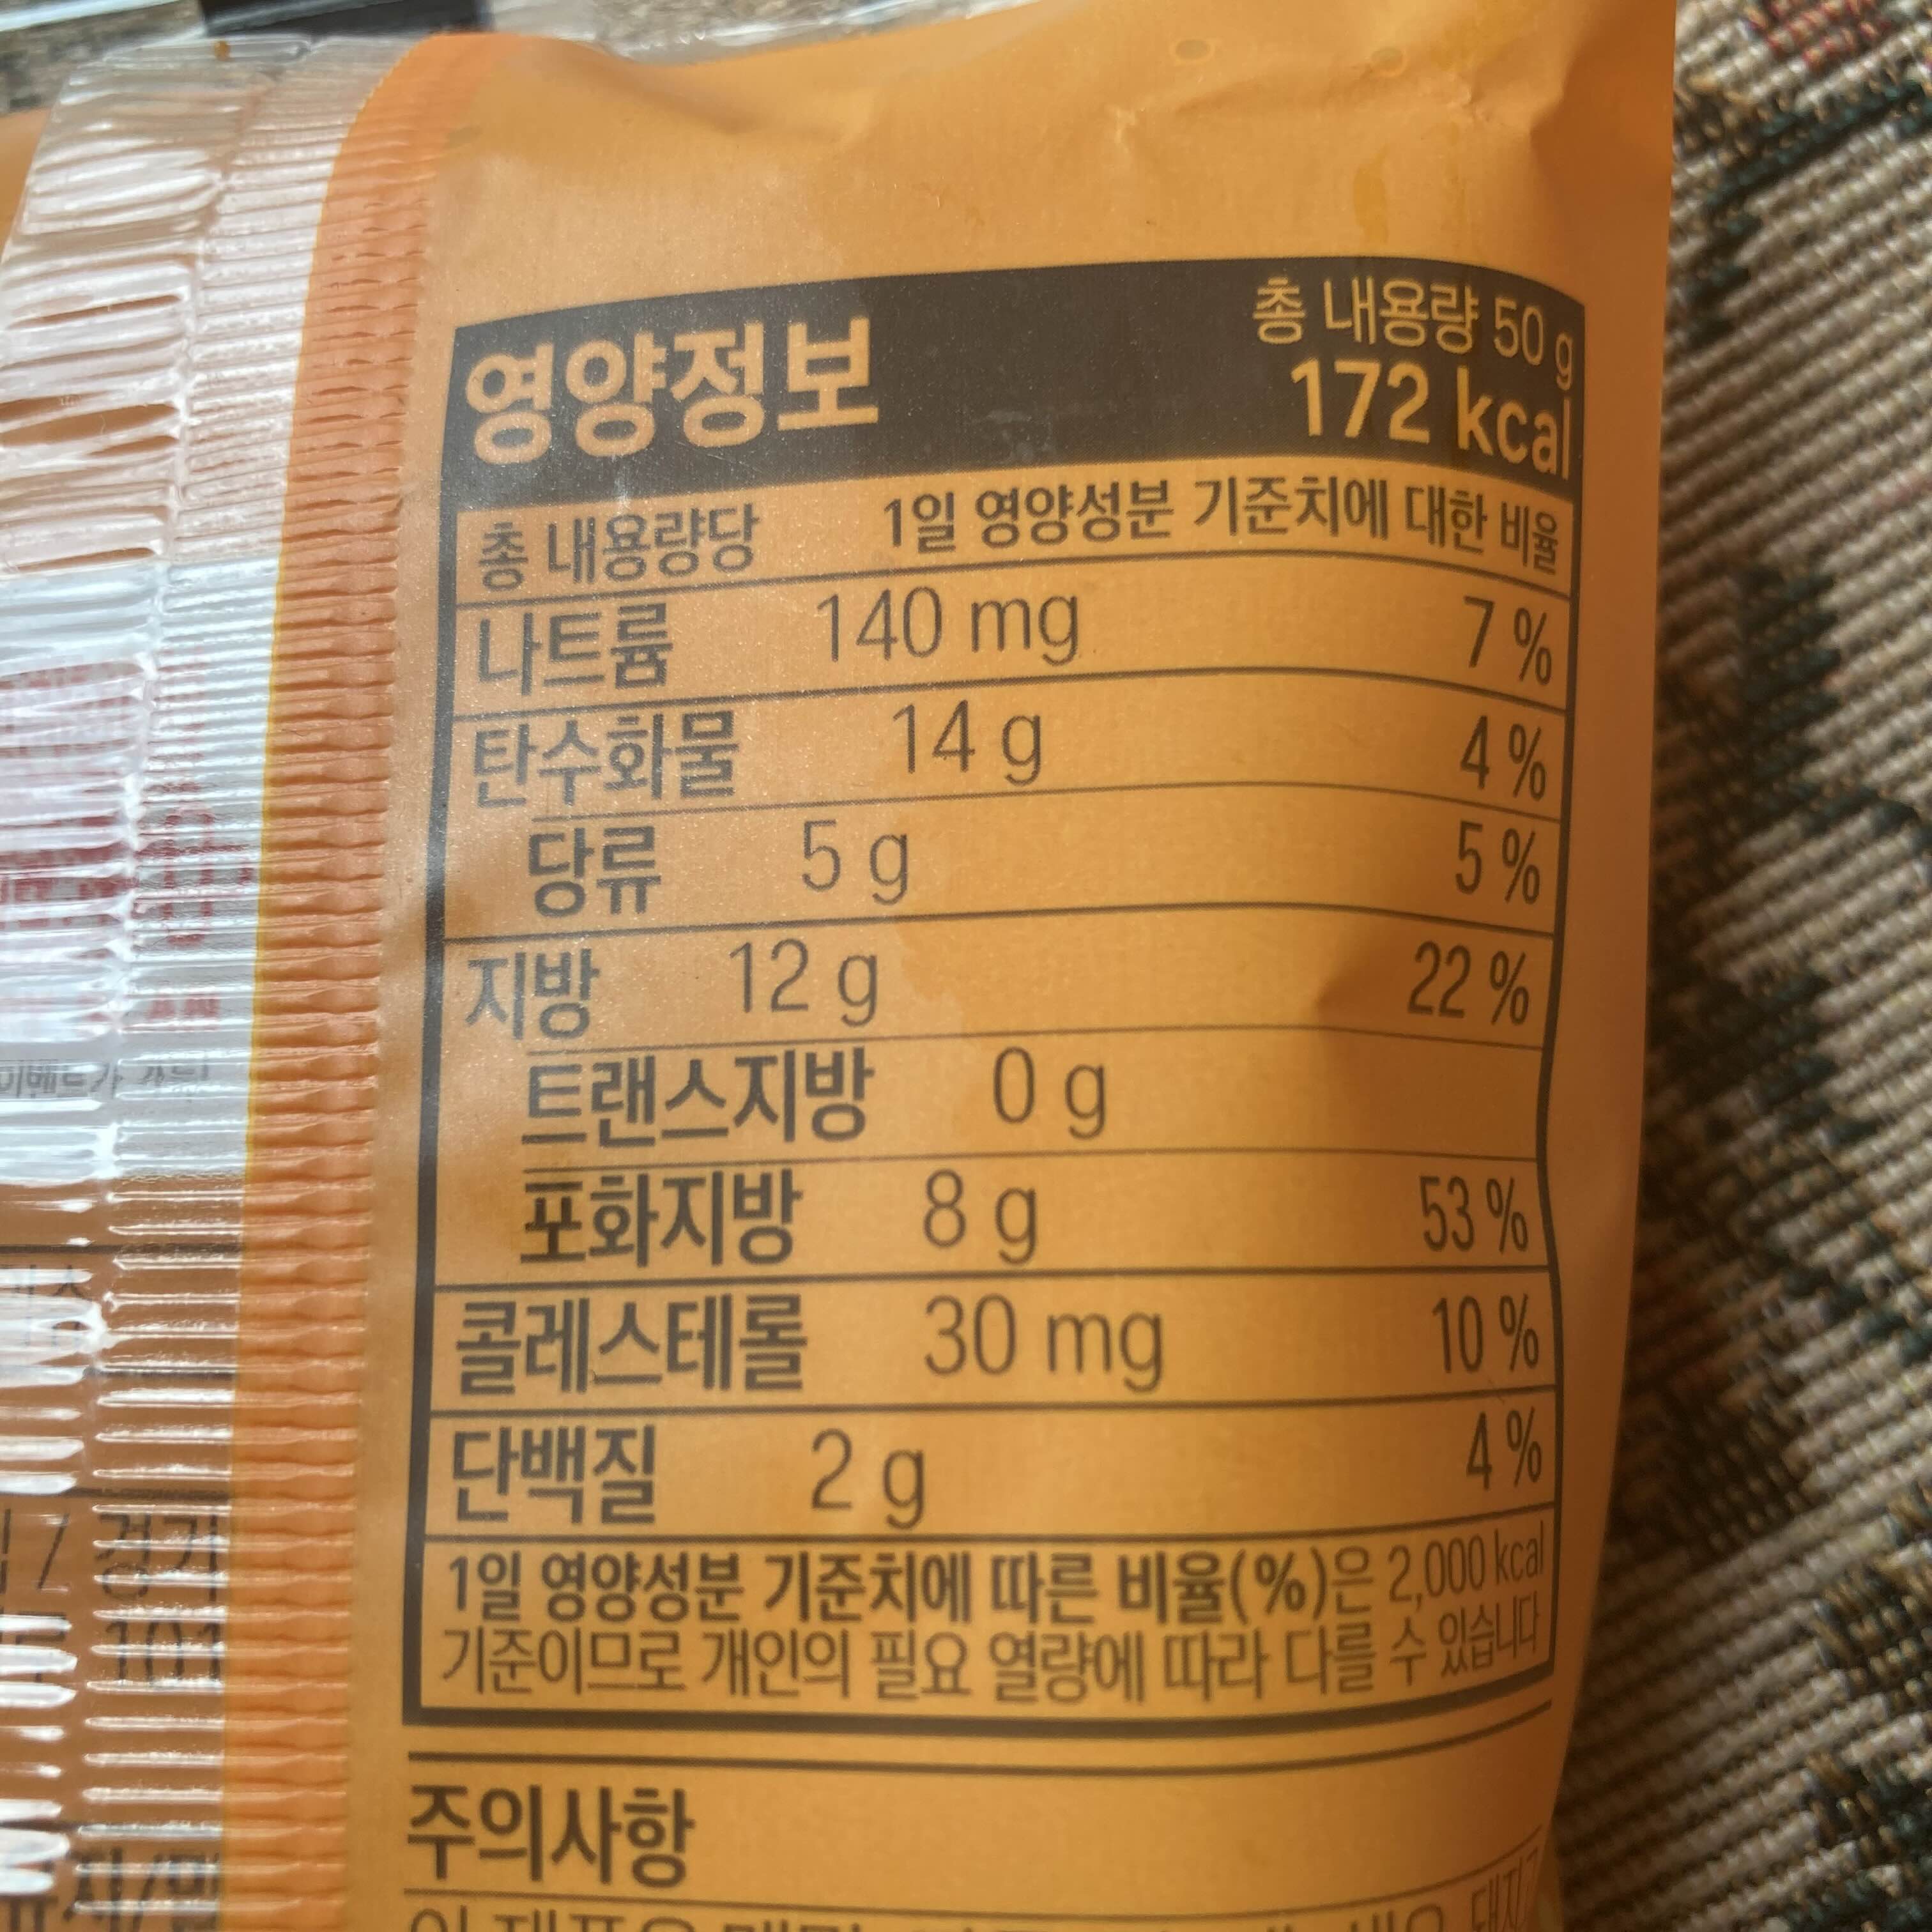 영양정보
총 내용량 50 g
172 kcal
총 내용량당 1일 영양성분 기준치에 대한 비율
나트륨 140 mg 7 %
탄수화물 14 g 4 %
당류 5 g 5 %
지방 12 g 22 %
트랜스지방 0 g
포화지방 8 g 53 %
콜레스테롤 30 mg 10 %
단백질 2 g 4 %
1일 영양성분 기준치에 따른 비율(%)은 2,000 kcal
기준이므로 개인의 필요 열량에 따라 다를 수 있습니다
주의사항
경기
101